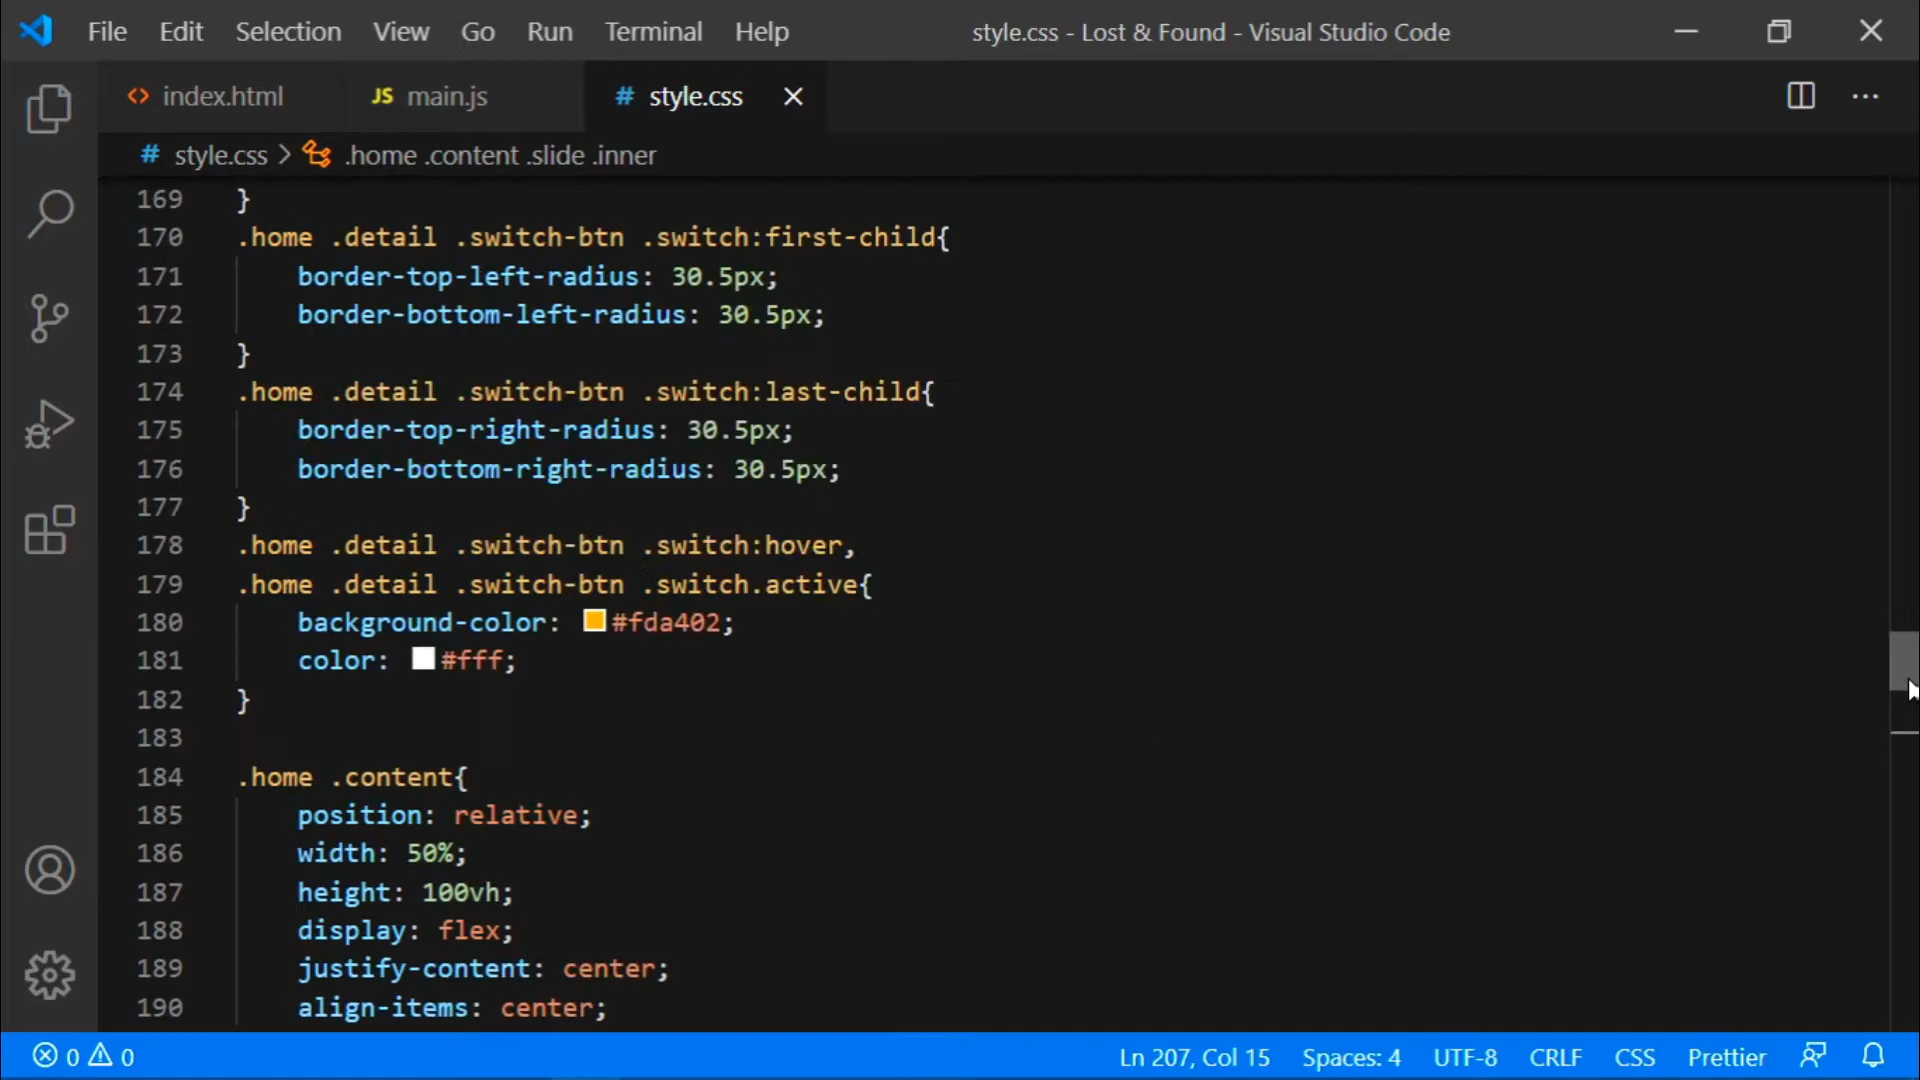 File Edit Selection View Go Run Terminal Help style.css - Lost & Found - Visual Studio Code
<> index.html JS main.js # style.css
# style.css > .home .content .slide .inner
169 }
170 .home .detail .switch-btn .switch:first-child{
171 border-top-left-radius: 30.5px;
172 border-bottom-left-radius: 30.5px;
173 }
174 .home .detail .switch-btn .switch:last-child{
175 border-top-right-radius: 30.5px;
176 border-bottom-right-radius: 30.5px;
177 }
178 .home .detail .switch-btn .switch:hover,
179 .home .detail .switch-btn .switch.active{
180 background-color: #fda402;
181 color: #fff;
182 }
183
184 .home .content{
185 position: relative;
186 width: 50%;
187 height: 100vh;
188 display: flex;
189 justify-content: center;
190 align-items: center;
0 0 Ln 207, Col 15 Spaces: 4 UTF-8 CRLF CSS Prettier